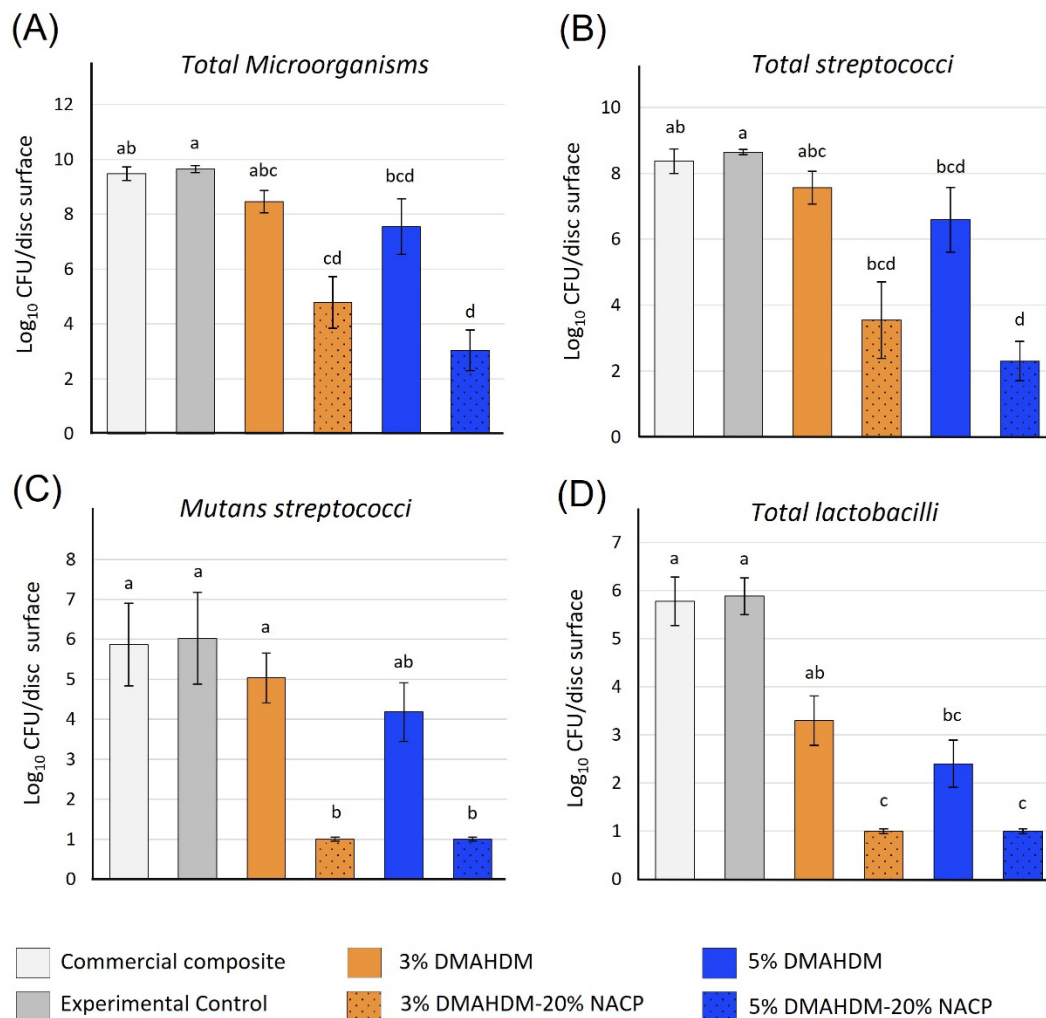 (A)
Total Microorganisms
Log10 CFU/disc surface
12
10
8
6
4
2
0
ab
a
abc
cd
bcd
d
(B)
Total streptococci
Log10 CFU/disc surface
10
8
6
4
2
0
ab
a
abc
bcd
bcd
d
(C)
Mutans streptococci
Log10 CFU/disc surface
8
7
6
5
4
3
2
1
0
a
a
a
b
ab
b
(D)
Total lactobacilli
Log10 CFU/disc surface
7
6
5
4
3
2
1
0
a
a
ab
c
bc
c
Commercial composite
3% DMAHDM
5% DMAHDM
Experimental Control
3% DMAHDM-20% NACP
5% DMAHDM-20% NACP